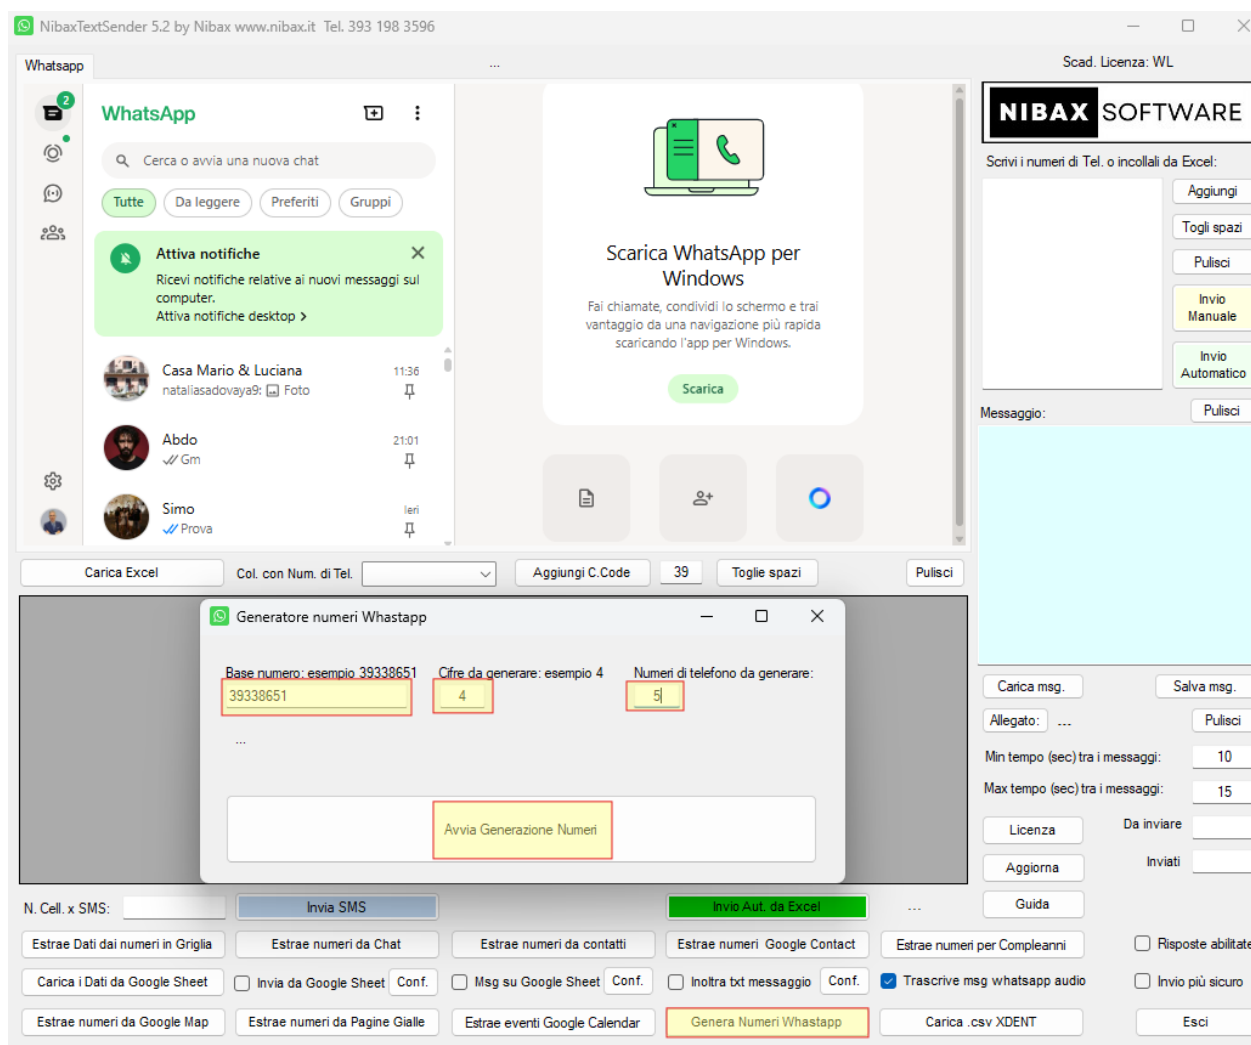 NibaxTextSender 5.2 by Nibax www.nibax.it Tel. 393 198 3596
Whatsapp
...
Scad. Licenza: WL
2
WhatsApp
Cerca o avvia una nuova chat
Tutte
Da leggere
Preferiti
Gruppi
Attiva notifiche
Ricevi notifiche relative ai nuovi messaggi sul
computer.
Attiva notifiche desktop >
Casa Mario & Luciana 11:36
nataliasadovaya9: Foto
Abdo 21:01
Gm
Simo Ieri
Prova
Scarica WhatsApp per
Windows
Fai chiamate, condividi lo schermo e trai
vantaggio da una navigazione più rapida
scaricando l'app per Windows.
Scarica
NIBAX SOFTWARE
Scrivi i numeri di Tel. o incollali da Excel:
Aggiungi
Togli spazi
Pulisci
Invio
Manuale
Invio
Automatico
Messaggio:
Pulisci
Carica Excel
Col. con Num. di Tel.
Aggiungi C.Code
39
Toglie spazi
Pulisci
Generatore numeri Whastapp
Base numero: esempio 39338651
Cifre da generare: esempio 4
Numeri di telefono da generare:
39338651
4
5
...
Avvia Generazione Numeri
Carica msg.
Salva msg.
Allegato:
...
Pulisci
Min tempo (sec) tra i messaggi:
10
Max tempo (sec) tra i messaggi:
15
Licenza
Da inviare
Aggiorna
Inviati
Guida
N. Cell. x SMS:
Invia SMS
Invio Aut. da Excel
...
Estrae Dati dai numeri in Griglia
Estrae numeri da Chat
Estrae numeri da contatti
Estrae numeri Google Contact
Estrae numeri per Compleanni
Risposte abilitate
Carica i Dati da Google Sheet
Invia da Google Sheet
Conf.
Msg su Google Sheet
Conf.
Inoltra txt messaggio
Conf.
Trascrive msg whatsapp audio
Invio più sicuro
Estrae numeri da Google Map
Estrae numeri da Pagine Gialle
Estrae eventi Google Calendar
Genera Numeri Whastapp
Carica .csv XDENT
Esci